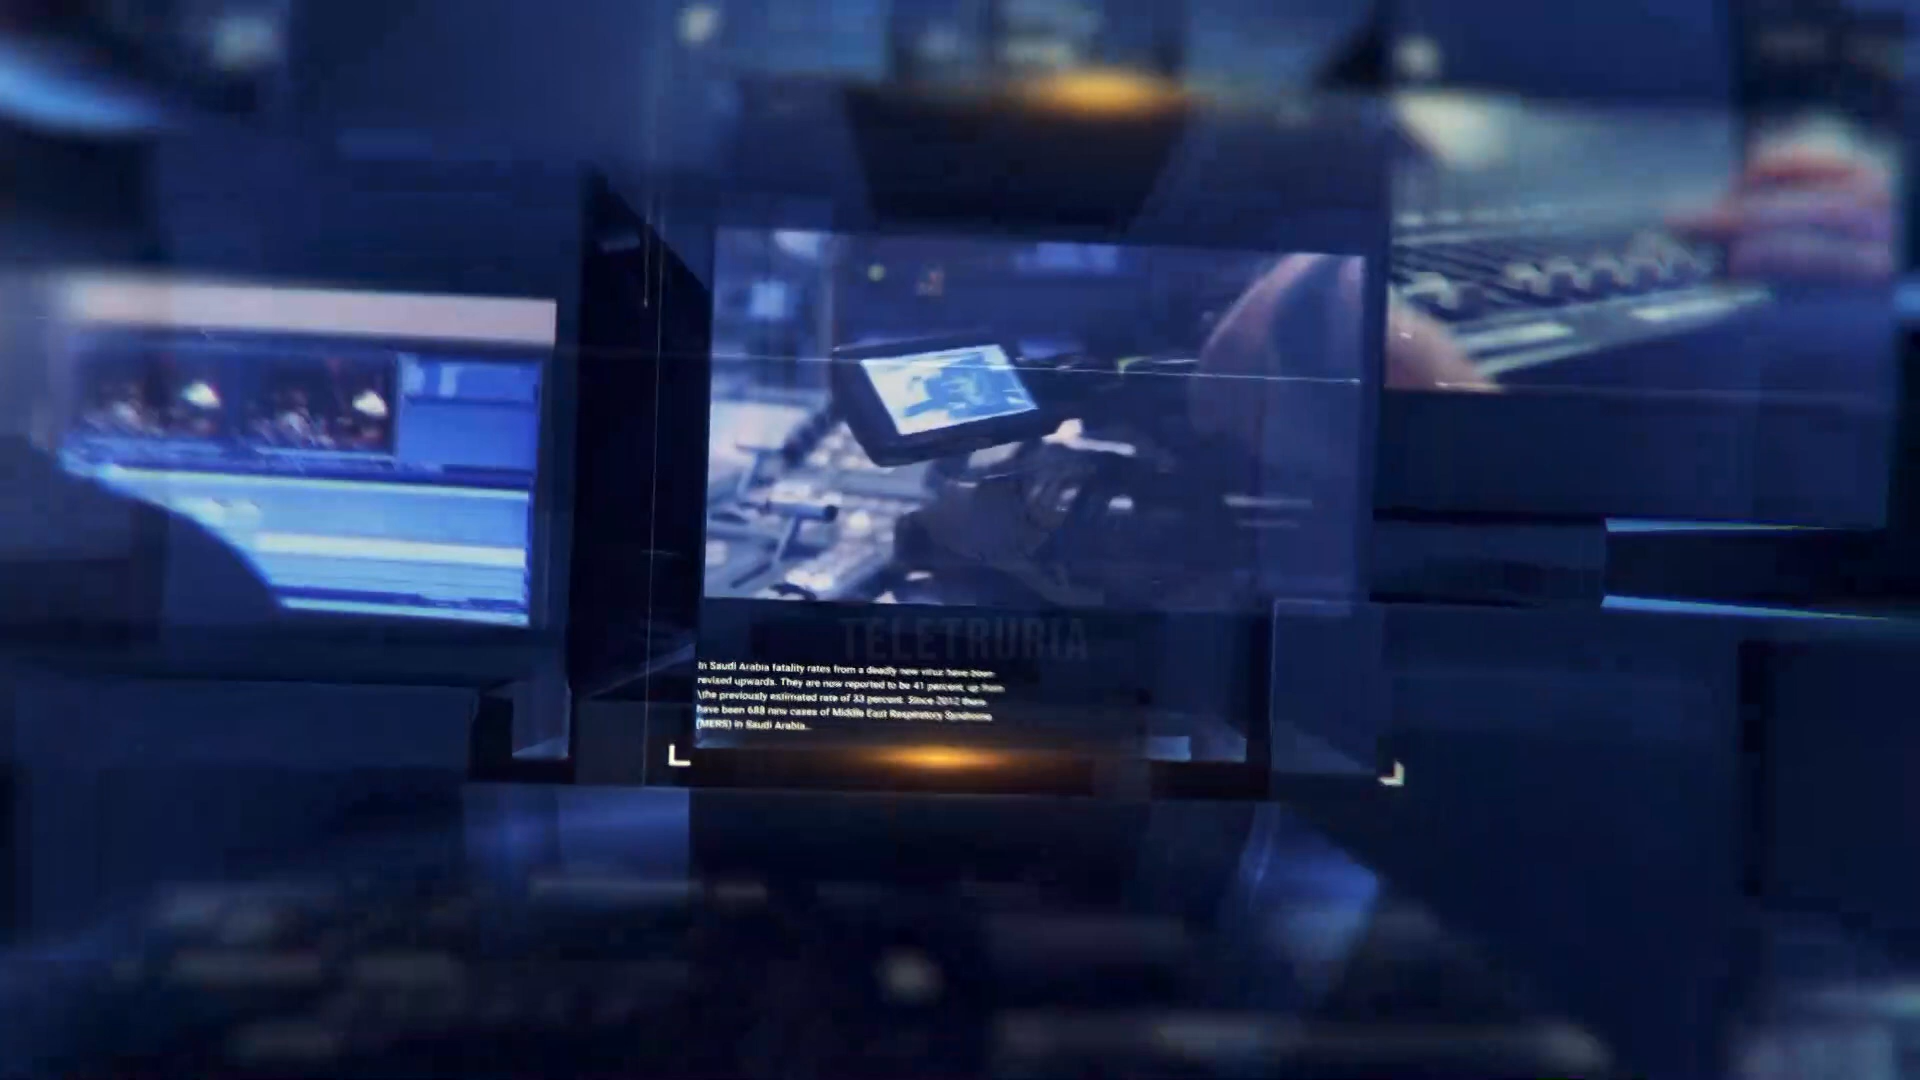 TELETRURIA
In Saudi Arabia fatality rates from a deadly new virus have been
revised upwards. They are now reported to be 41 percent, up from
\the previously estimated rate of 33 percent. Since 2012 there
have been 688 new cases of Middle East Respiratory Syndrome
(MERS) in Saudi Arabia.